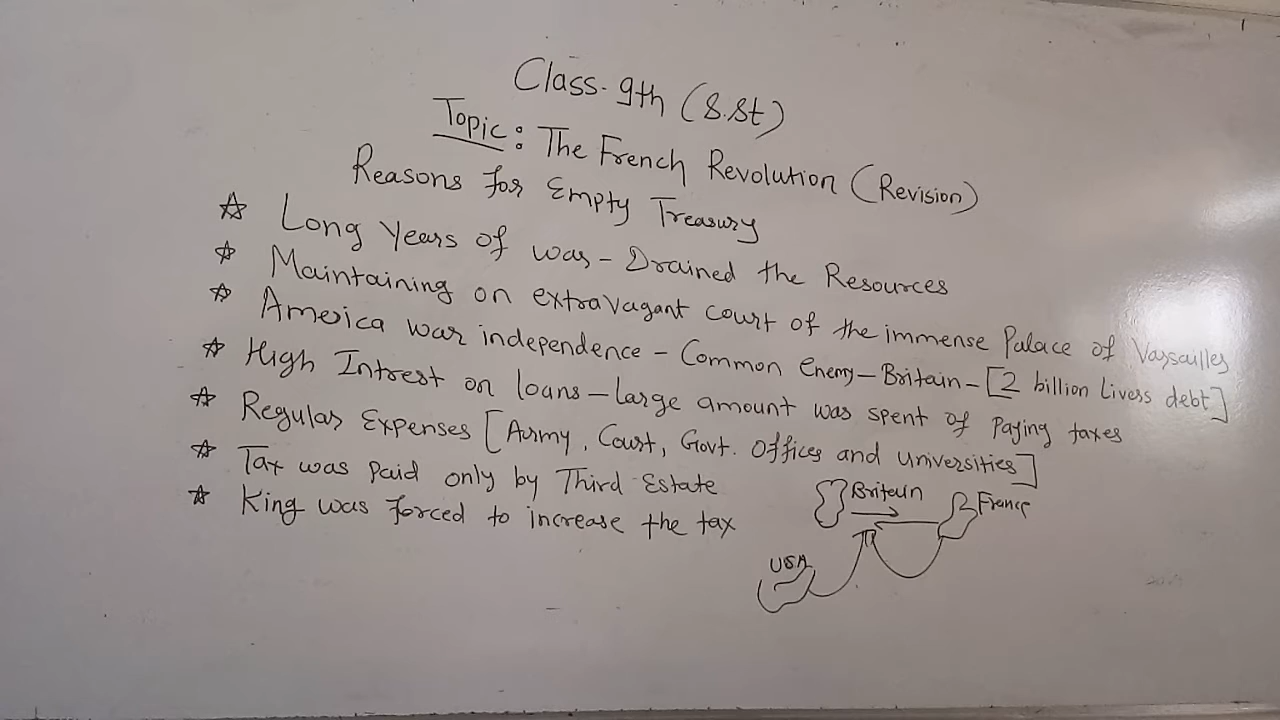 Class- 9th (S.St)
Topic: The French Revolution (Revision)
Reasons for Empty Treasury
☆ Long Years of war - Drained the Resources
☆ Maintaining on extravagant court of the immense Palace of Varsailles
☆ America war independence - Common Enemy - Britain - [2 billion Livers debt]
☆ High Intrest on loans - Large amount was spent of Paying taxes
☆ Regular Expenses [Army, Court, Govt. Offices and universities]
☆ Tax was paid only by Third Estate
☆ King was forced to increase the tax
Britain
France
USA